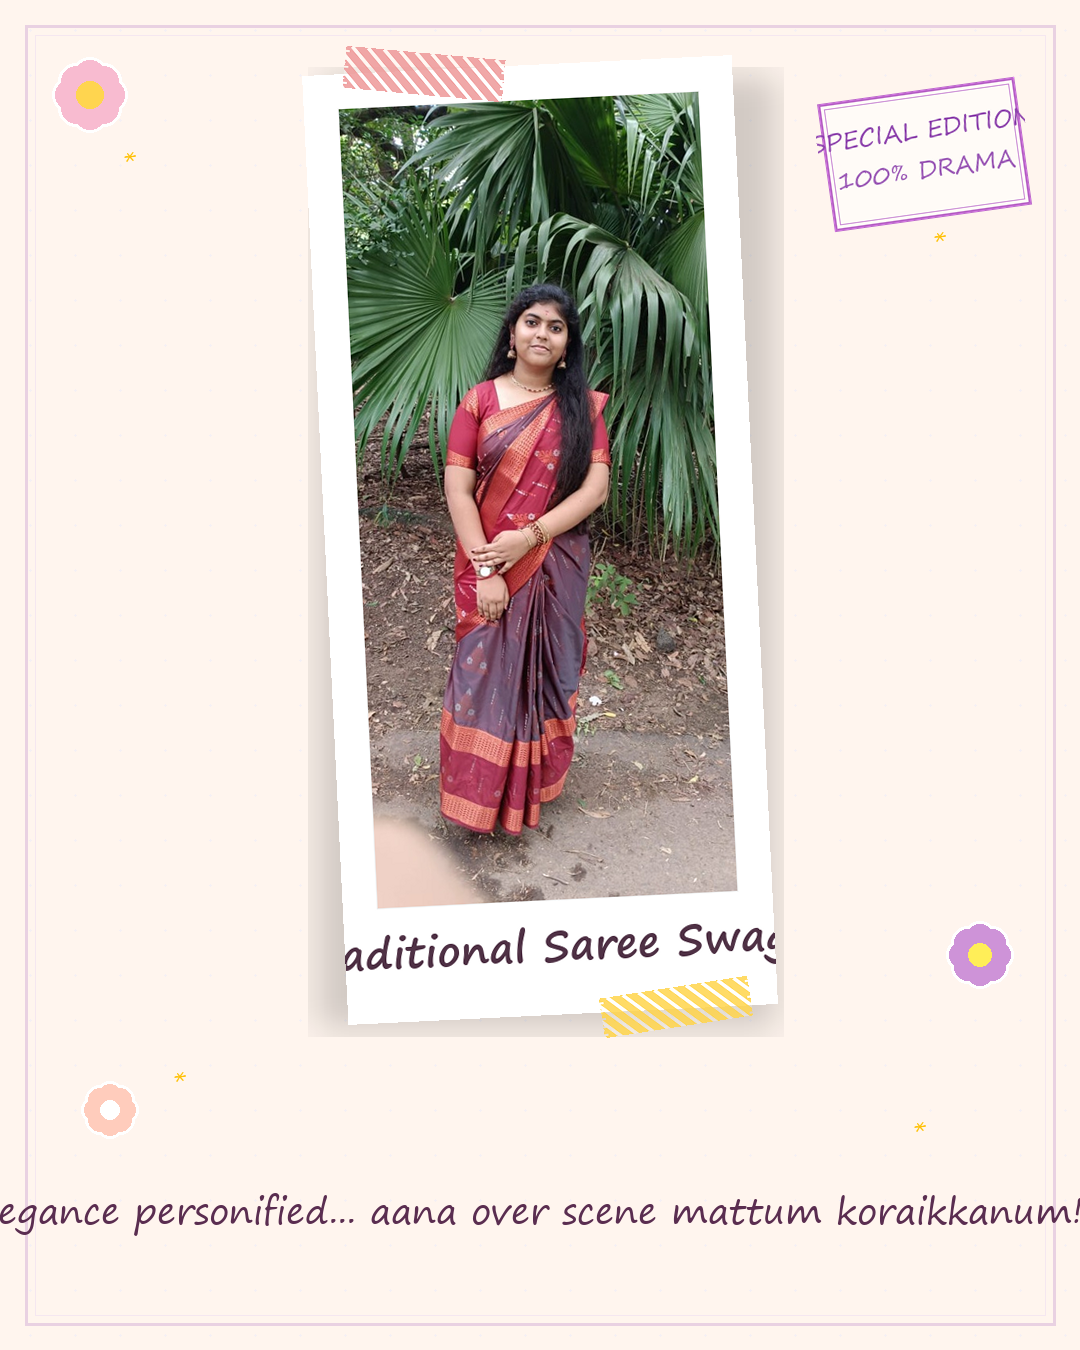 SPECIAL EDITION
100% DRAMA
aditional Saree Swag
egance personified... aana over scene mattum koraikkanum!